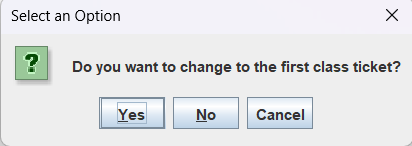 Select an Option
? Do you want to change to the first class ticket?
Yes No Cancel